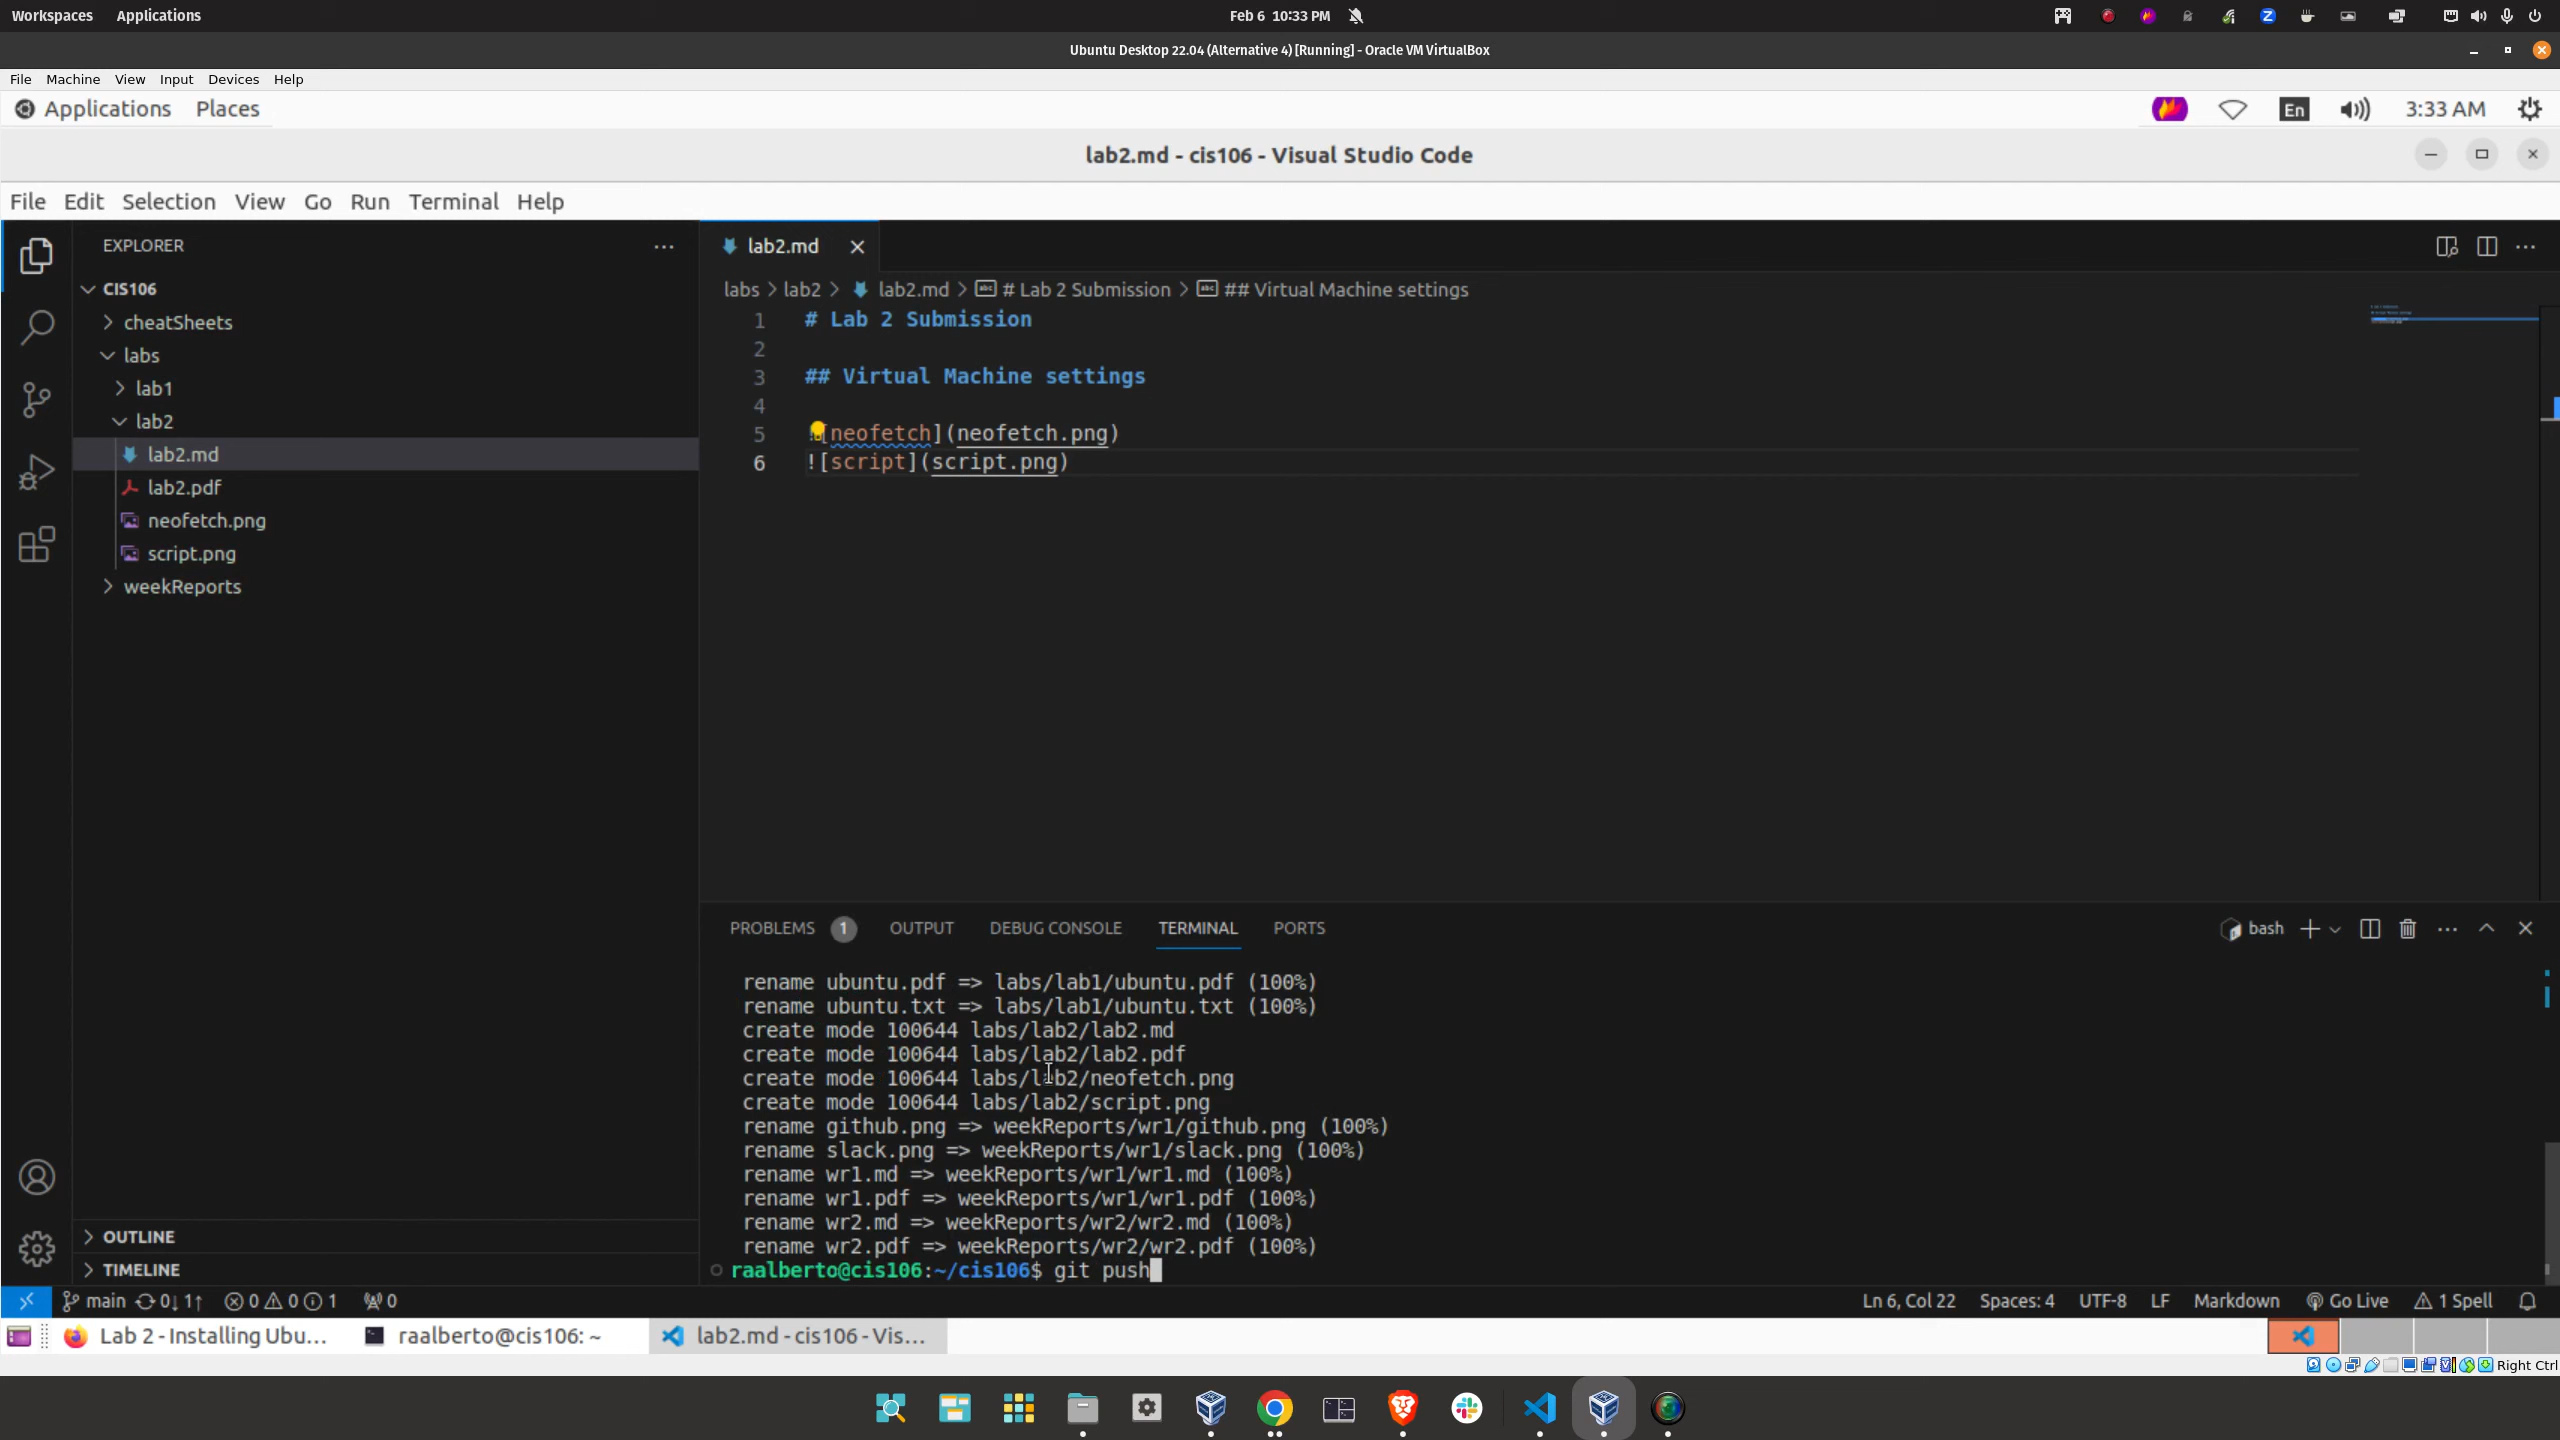 Workspaces Applications
Feb 6 10:33 PM
Ubuntu Desktop 22.04 (Alternative 4) [Running] - Oracle VM VirtualBox
File Machine View Input Devices Help
Applications Places
En
3:33 AM
lab2.md - cis106 - Visual Studio Code
File Edit Selection View Go Run Terminal Help
EXPLORER
lab2.md
CIS106
labs > lab2 > lab2.md > # Lab 2 Submission > ## Virtual Machine settings
cheatSheets
labs
lab1
lab2
lab2.md
lab2.pdf
neofetch.png
script.png
weekReports
1 # Lab 2 Submission
2
3 ## Virtual Machine settings
4
5 [neofetch](neofetch.png)
6 ![script](script.png)
PROBLEMS 1 OUTPUT DEBUG CONSOLE TERMINAL PORTS
bash
rename ubuntu.pdf => labs/lab1/ubuntu.pdf (100%)
rename ubuntu.txt => labs/lab1/ubuntu.txt (100%)
create mode 100644 labs/lab2/lab2.md
create mode 100644 labs/lab2/lab2.pdf
create mode 100644 labs/lab2/neofetch.png
create mode 100644 labs/lab2/script.png
rename github.png => weekReports/wr1/github.png (100%)
rename slack.png => weekReports/wr1/slack.png (100%)
rename wr1.md => weekReports/wr1/wr1.md (100%)
rename wr1.pdf => weekReports/wr1/wr1.pdf (100%)
rename wr2.md => weekReports/wr2/wr2.md (100%)
rename wr2.pdf => weekReports/wr2/wr2.pdf (100%)
raalberto@cis106:~/cis106$ git push
OUTLINE
TIMELINE
main 0↓ 1↑ 0 0 1 0
Ln 6, Col 22 Spaces: 4 UTF-8 LF Markdown Go Live 1 Spell
Lab 2 - Installing Ubu... raalberto@cis106: ~ lab2.md - cis106 - Vis...
Right Ctrl